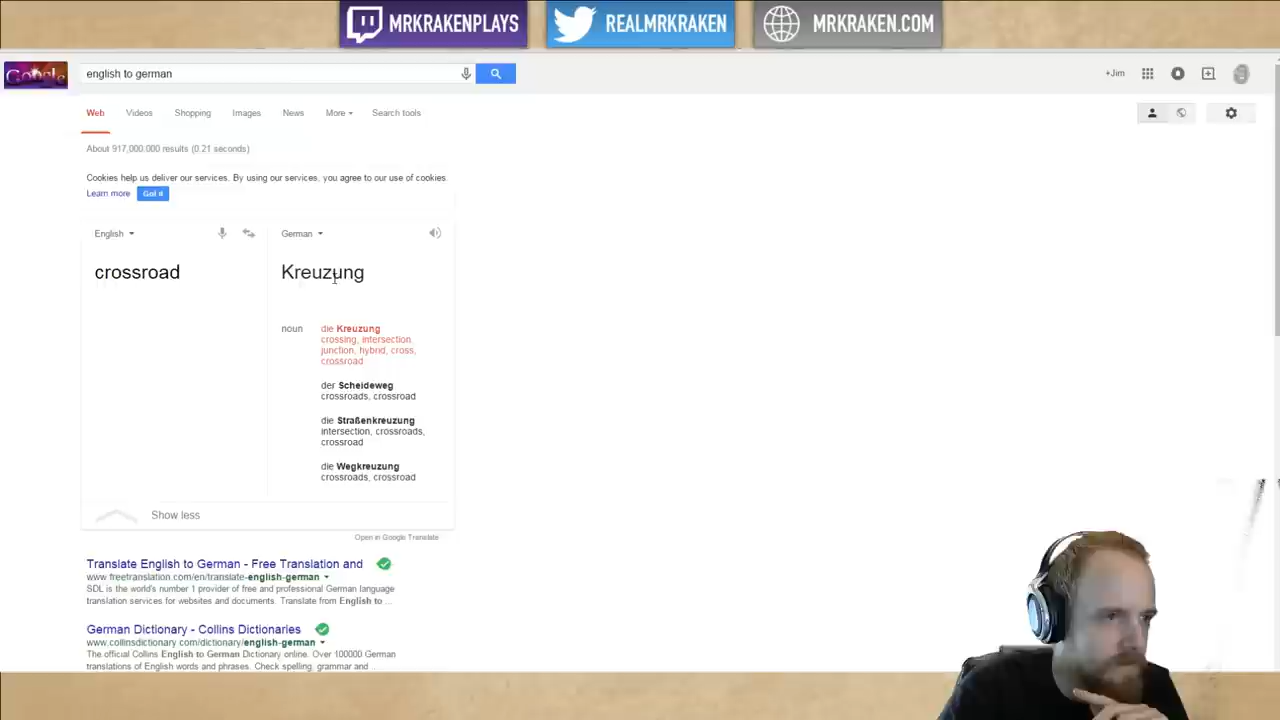 MRKRAKENPLAYS
REALMRKRAKEN
MRKRAKEN.COM
Google
english to german
+Jim
Web
Videos
Shopping
Images
News
More
Search tools
About 917,000,000 results (0.21 seconds)
Cookies help us deliver our services. By using our services, you agree to our use of cookies.
Learn more
Got it
English
German
crossroad
Kreuzung
noun
die Kreuzung
crossing, intersection,
junction, hybrid, cross,
crossroad
der Scheideweg
crossroads, crossroad
die Straßenkreuzung
intersection, crossroads,
crossroad
die Wegkreuzung
crossroads, crossroad
Show less
Open in Google Translate
Translate English to German - Free Translation and
www.freetranslation.com/en/translate-english-german
SDL is the world's number 1 provider of free and professional German language
translation services for websites and documents. Translate from English to ...
German Dictionary - Collins Dictionaries
www.collinsdictionary.com/dictionary/english-german
The official Collins English to German Dictionary online. Over 100000 German
translations of English words and phrases. Check spelling, grammar and ...